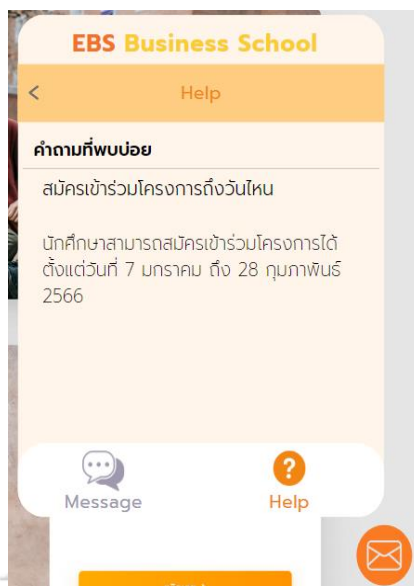 EBS Business School
Help
คำถามที่พบบ่อย
สมัครเข้าร่วมโครงการถึงวันไหน
นักศึกษาสามารถสมัครเข้าร่วมโครงการได้
ตั้งแต่วันที่ 7 มกราคม ถึง 28 กุมภาพันธ์
2566
Message
Help